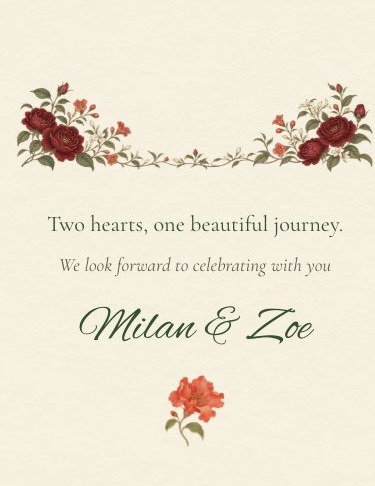 Two hearts, one beautiful journey.
We look forward to celebrating with you
Milan & Zoe